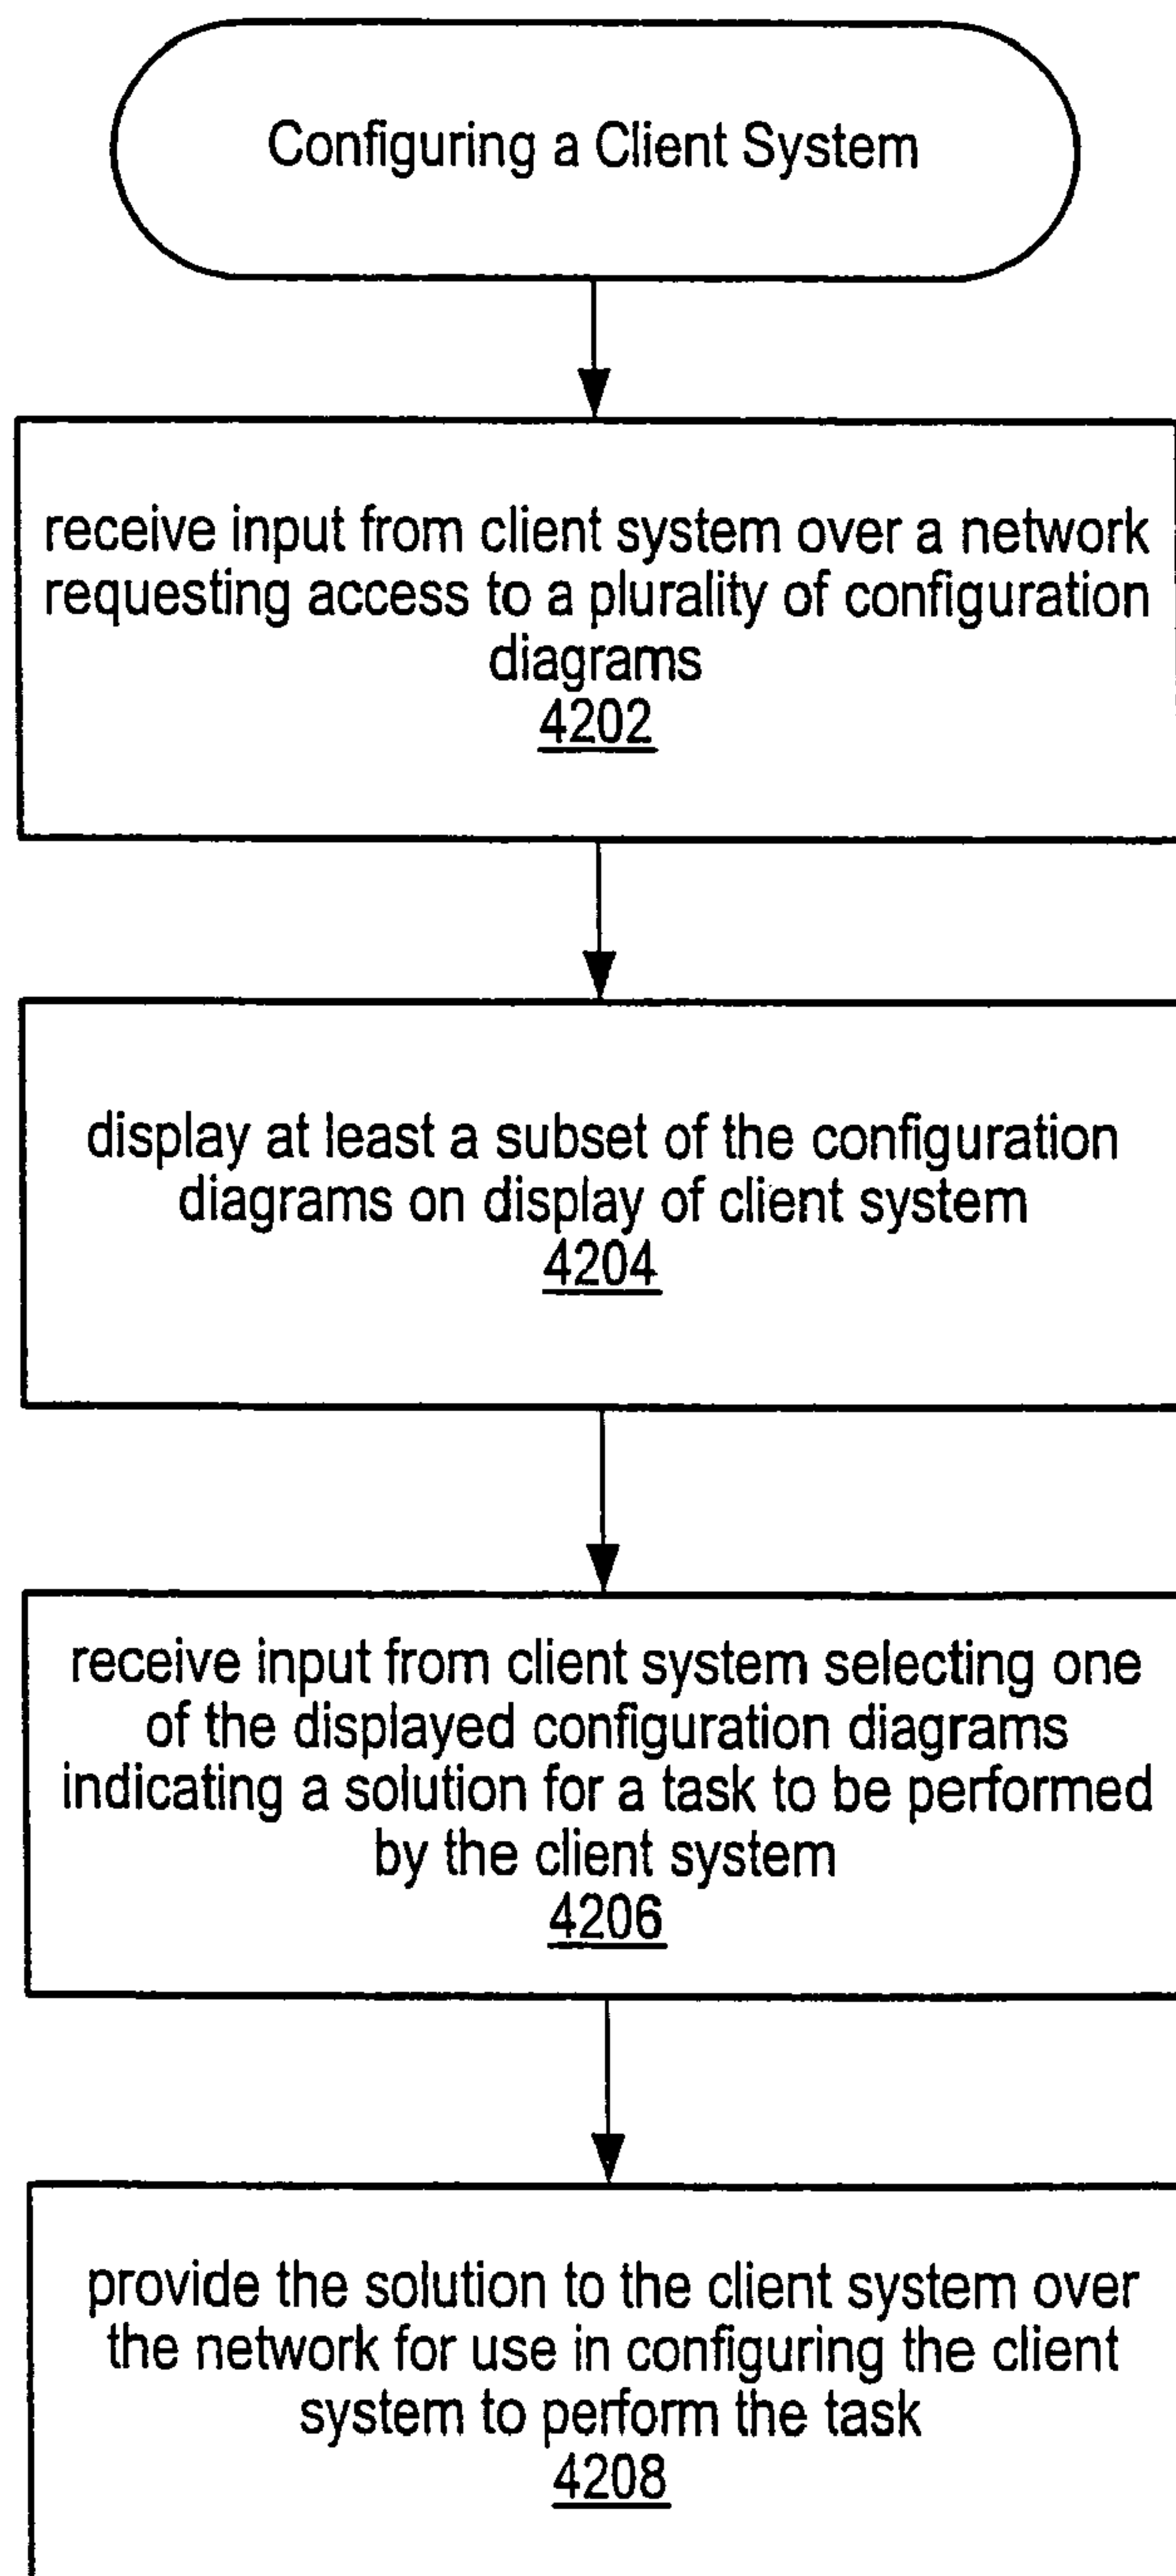 Configuring a Client System
receive input from client system over a network
requesting access to a plurality of configuration
diagrams
4202
display at least a subset of the configuration
diagrams on display of client system
4204
receive input from client system selecting one
of the displayed configuration diagrams
indicating a solution for a task to be performed
by the client system
4206
provide the solution to the client system over
the network for use in configuring the client
system to perform the task
4208